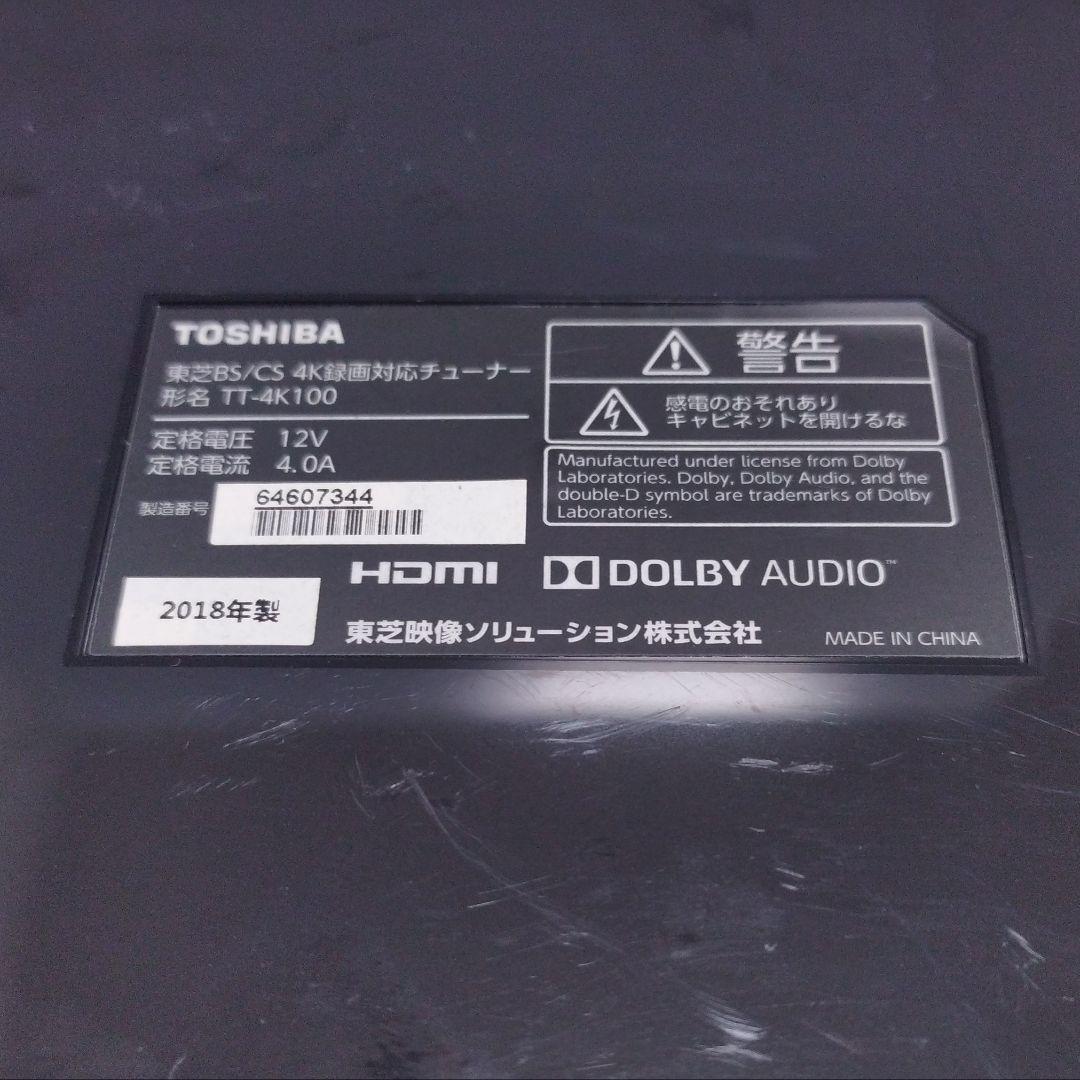 TOSHIBA
東芝BS/CS 4K録画対応チューナー
形名 TT-4K100
定格電圧 12V
定格電流 4.0A
製造番号 64607344
2018年製
警告
感電のおそれあり
キャビネットを開けるな
Manufactured under license from Dolby
Laboratories. Dolby, Dolby Audio, and the
double-D symbol are trademarks of Dolby
Laboratories.
HDMI DOLBY AUDIO™
東芝映像ソリューション株式会社 MADE IN CHINA